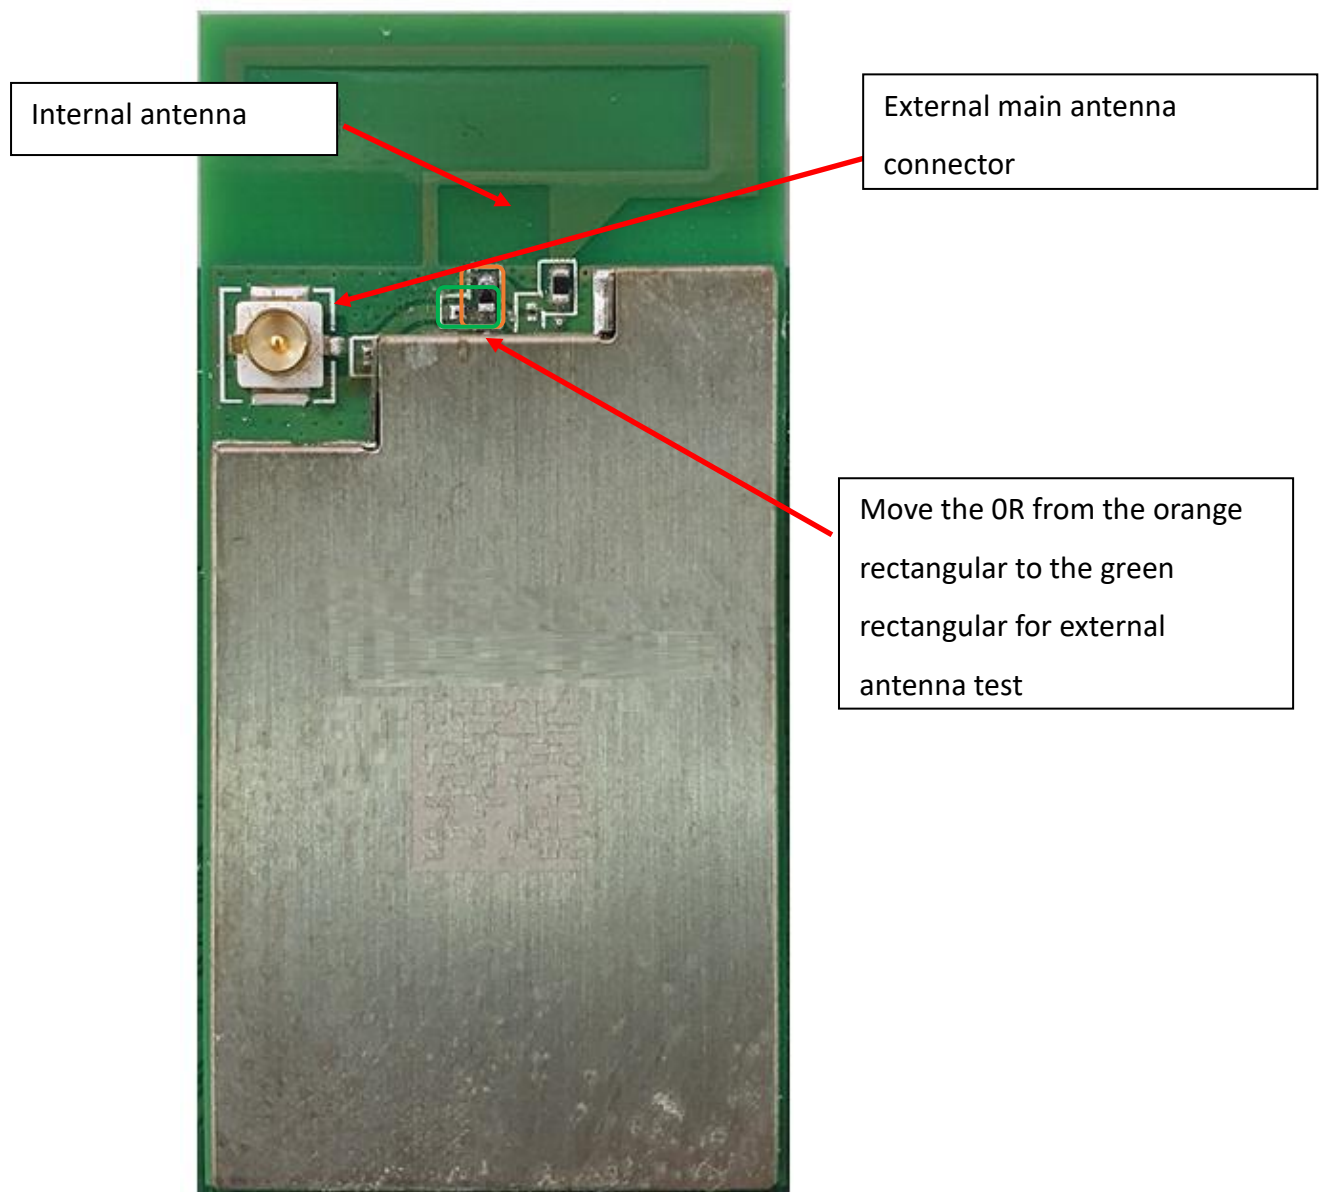 Internal antenna
External main antenna
connector
Move the 0R from the orange
rectangular to the green
rectangular for external
antenna test